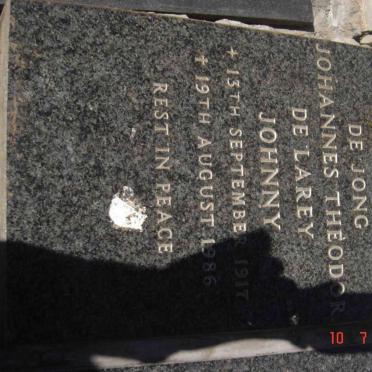 DE JONG
JOHANNES THEODOR
DE LAREY
JOHNNY
* 13TH SEPTEMBER 1917
✝ 19TH AUGUST 1986
REST IN PEACE
10 7